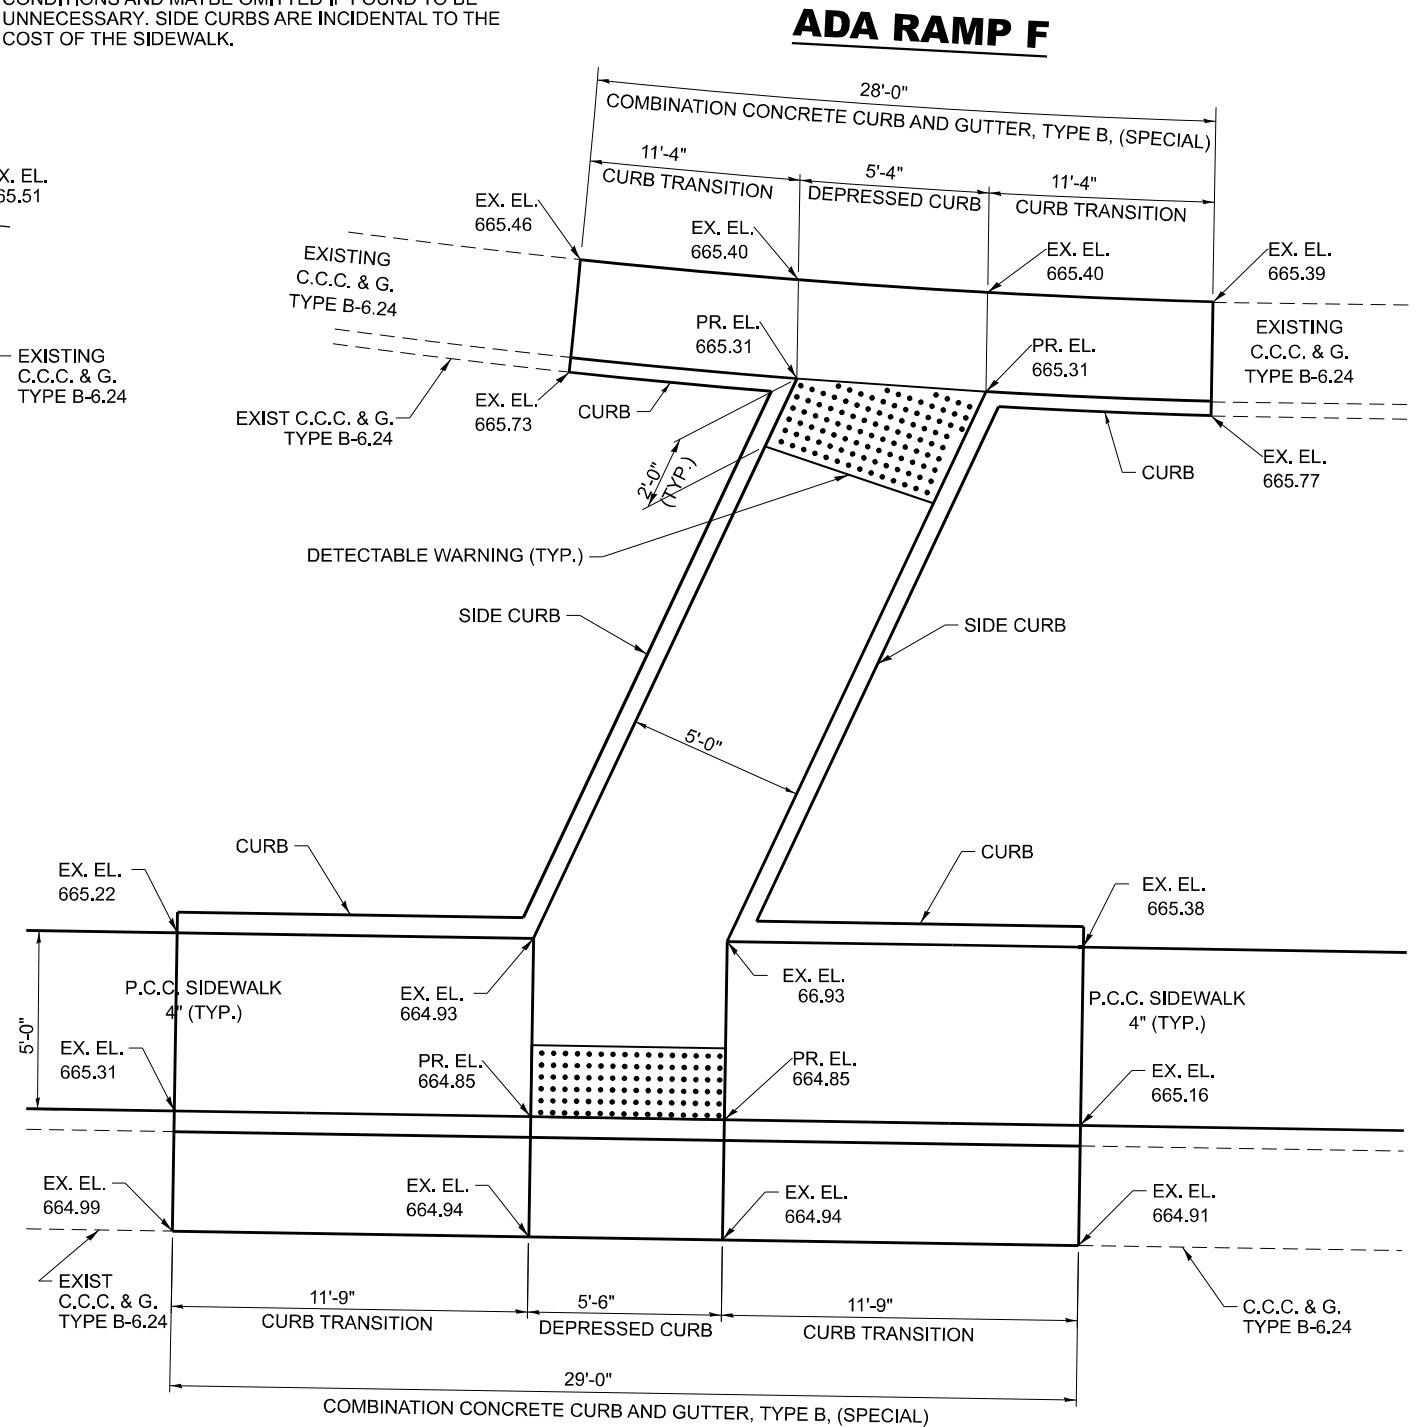 UNNECESSARY. SIDE CURBS ARE INCIDENTAL TO THE
COST OF THE SIDEWALK.
ADA RAMP F
28'-0"
COMBINATION CONCRETE CURB AND GUTTER, TYPE B, (SPECIAL)
11'-4"
CURB TRANSITION
5'-4"
DEPRESSED CURB
11'-4"
CURB TRANSITION
EX. EL.
665.46
EX. EL.
665.40
EX. EL.
665.40
EX. EL.
665.39
EXISTING
C.C.C. & G.
TYPE B-6.24
PR. EL.
665.31
PR. EL.
665.31
EXISTING
C.C.C. & G.
TYPE B-6.24
EXISTING
C.C.C. & G.
TYPE B-6.24
EXIST C.C.C. & G.
TYPE B-6.24
EX. EL.
665.73
CURB
2'-0"
(TYP.)
CURB
EX. EL.
665.77
DETECTABLE WARNING (TYP.)
SIDE CURB
SIDE CURB
5'-0"
CURB
CURB
EX. EL.
665.22
EX. EL.
665.38
P.C.C. SIDEWALK
4" (TYP.)
EX. EL.
664.93
EX. EL.
66.93
P.C.C. SIDEWALK
4" (TYP.)
5'-0"
EX. EL.
665.31
PR. EL.
664.85
PR. EL.
664.85
EX. EL.
665.16
EX. EL.
664.99
EX. EL.
664.94
EX. EL.
664.94
EX. EL.
664.91
EXIST
C.C.C. & G.
TYPE B-6.24
11'-9"
CURB TRANSITION
5'-6"
DEPRESSED CURB
11'-9"
CURB TRANSITION
C.C.C. & G.
TYPE B-6.24
29'-0"
COMBINATION CONCRETE CURB AND GUTTER, TYPE B, (SPECIAL)